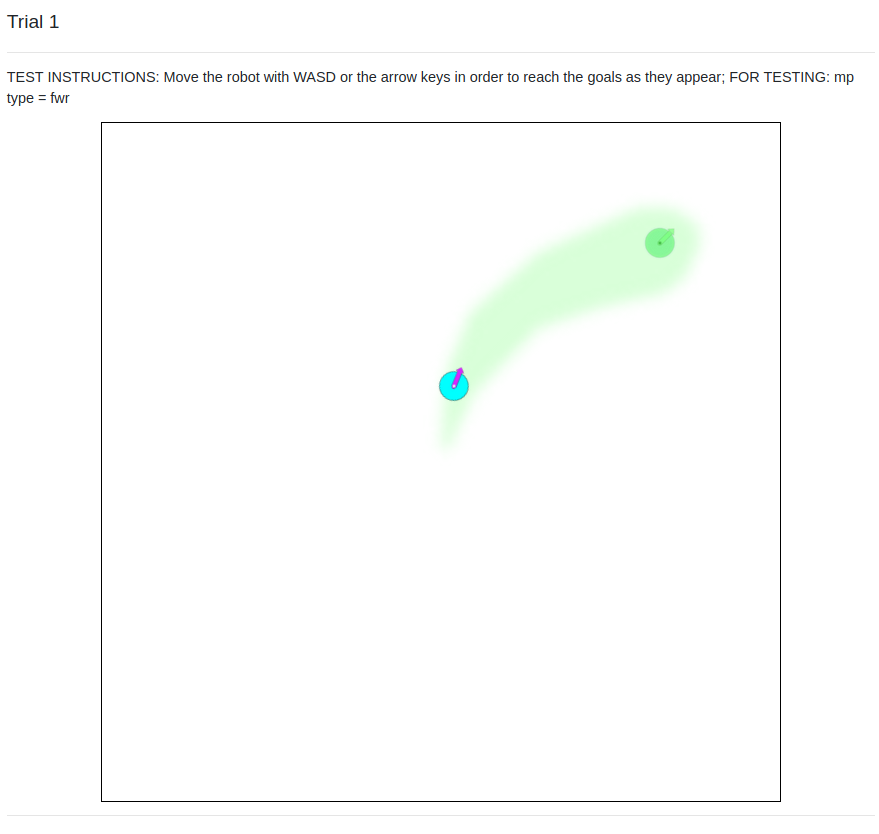 Trial 1
TEST INSTRUCTIONS: Move the robot with WASD or the arrow keys in order to reach the goals as they appear; FOR TESTING: mp
type = fwr